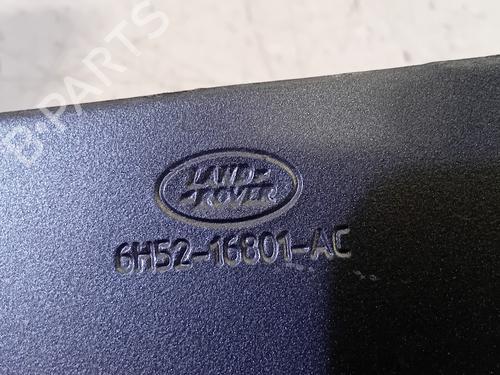 B-PARTS
LAND-
-ROVER
6H52-16801-AC